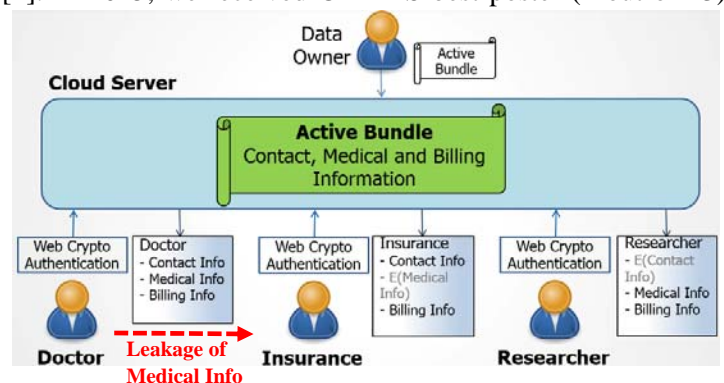 Data
Owner
Active
Bundle
Cloud Server
Active Bundle
Contact, Medical and Billing
Information
Web Crypto
Authentication
Doctor
- Contact Info
- Medical Info
- Billing Info
Web Crypto
Authentication
Insurance
- Contact Info
- E(Medical
Info)
- Billing Info
Web Crypto
Authentication
Researcher
- E(Contact
Info)
- Medical Info
- Billing Info
Doctor
Leakage of
Medical Info
Insurance
Researcher